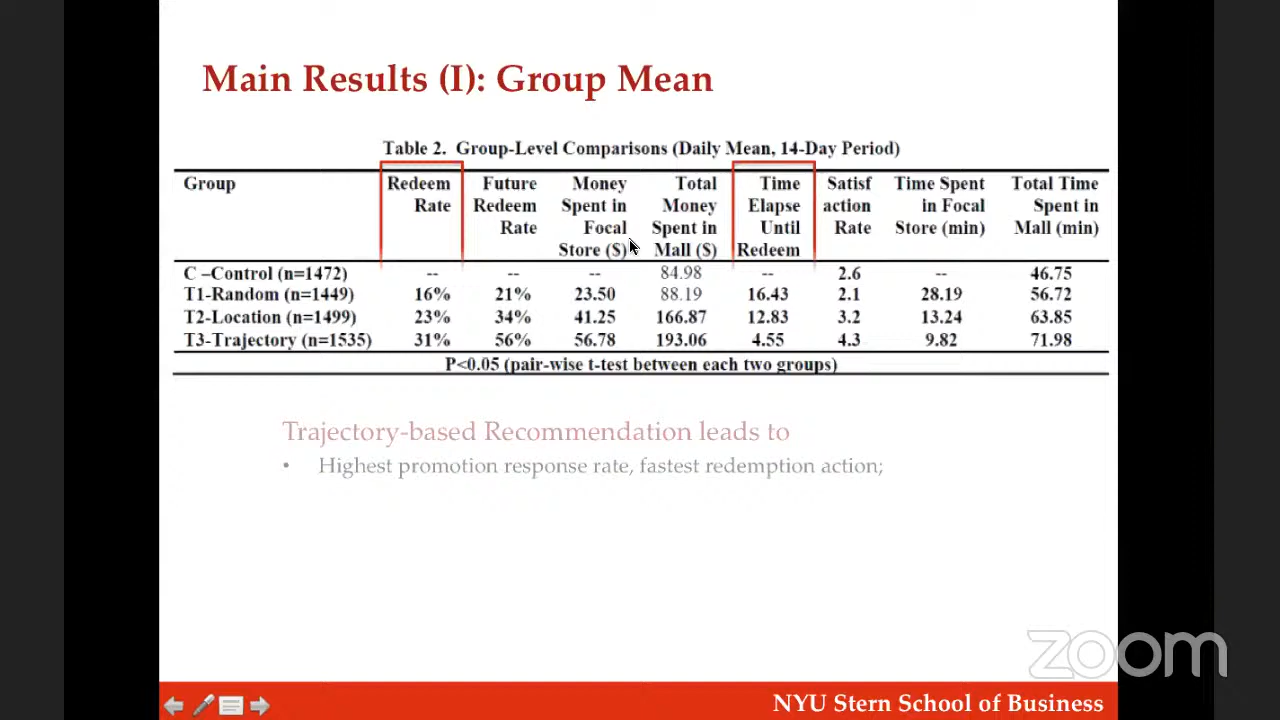 Main Results (I): Group Mean
Table 2. Group-Level Comparisons (Daily Mean, 14-Day Period)
Group Redeem Future Money Total Time Satisf Time Spent Total Time
Rate Redeem Spent in Money Elapse action in Focal Spent in
Rate Focal Spent in Until Rate Store (min) Mall (min)
Store ($) Mall ($) Redeem
C –Control (n=1472) -- -- -- 84.98 -- 2.6 -- 46.75
T1-Random (n=1449) 16% 21% 23.50 88.19 16.43 2.1 28.19 56.72
T2-Location (n=1499) 23% 34% 41.25 166.87 12.83 3.2 13.24 63.85
T3-Trajectory (n=1535) 31% 56% 56.78 193.06 4.55 4.3 9.82 71.98
P<0.05 (pair-wise t-test between each two groups)
Trajectory-based Recommendation leads to
• Highest promotion response rate, fastest redemption action;
zoom
NYU Stern School of Business